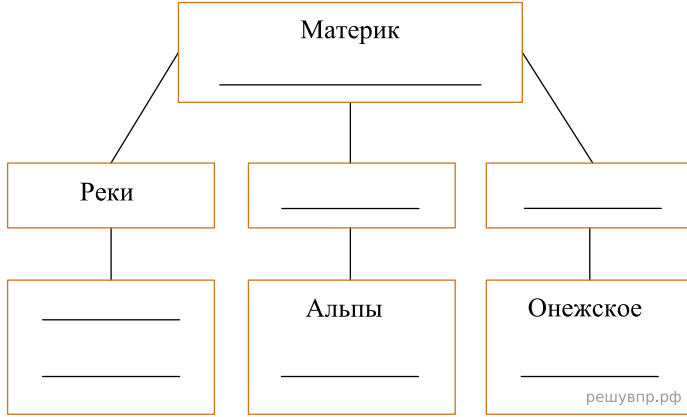 Материк
Реки
Альпы
Онежское
решувпр.рф